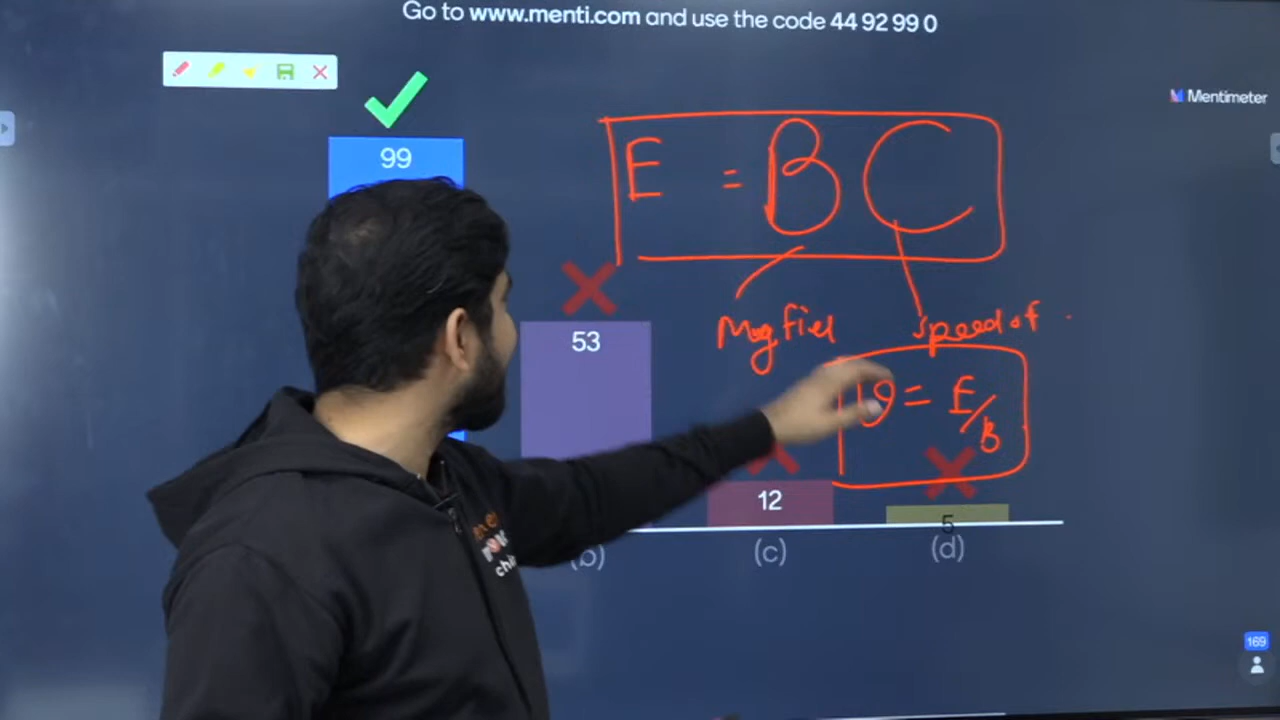 Go to www.menti.com and use the code 44 92 99 0
Mentimeter
99
E = BC
53
Mag fiel
speed of
v = E/B
12
5
(b)
(c)
(d)
169